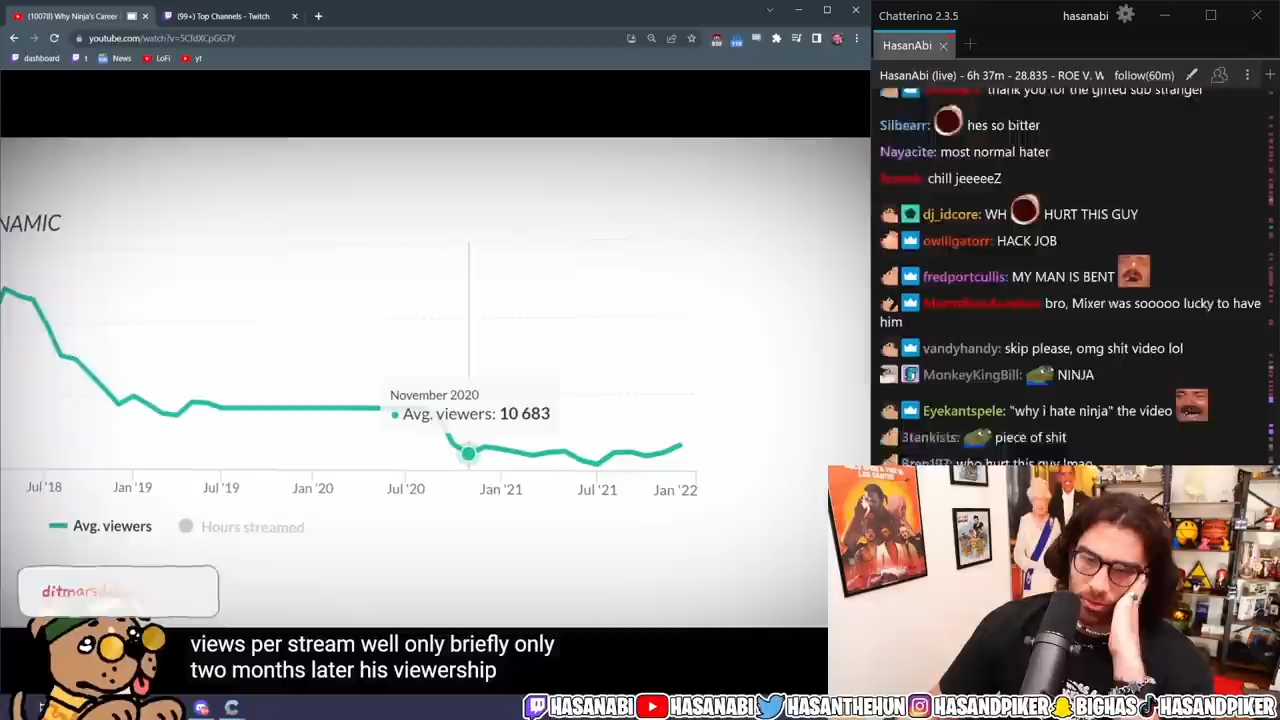 (10078) Why Ninja's Career
(99+) Top Channels - Twitch
youtube.com/watch?v=5CfdXCpGG7Y
dashboard
t
News
LoFi
yt
NAMIC
November 2020
Avg. viewers: 10 683
Jul '18
Jan '19
Jul '19
Jan '20
Jul '20
Jan '21
Jul '21
Jan '22
Avg. viewers
Hours streamed
views per stream well only briefly only
two months later his viewership
Chatterino 2.3.5
hasanabi
HasanAbi
HasanAbi (live) - 6h 37m - 28.835 - ROE V. W
follow(60m)
thank you for the gifted sub stranger
Silbearr: hes so bitter
Nayacite: most normal hater
chill jeeeeeZ
dj_idcore: WH HURT THIS GUY
owilgatorr: HACK JOB
fredportcullis: MY MAN IS BENT
bro, Mixer was sooooo lucky to have
him
vandyhandy: skip please, omg shit video lol
MonkeyKingBill: NINJA
Eyekantspele: "why i hate ninja" the video
3tankists: piece of shit
who hurt this guy lmao
HASANABI HASANABI HASANTHEHUN HASANDPIKER BIGHAS HASANDPIKER